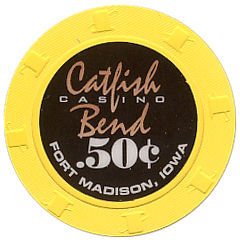 Catfish
CASINO
Bend
.50¢
FORT MADISON, IOWA